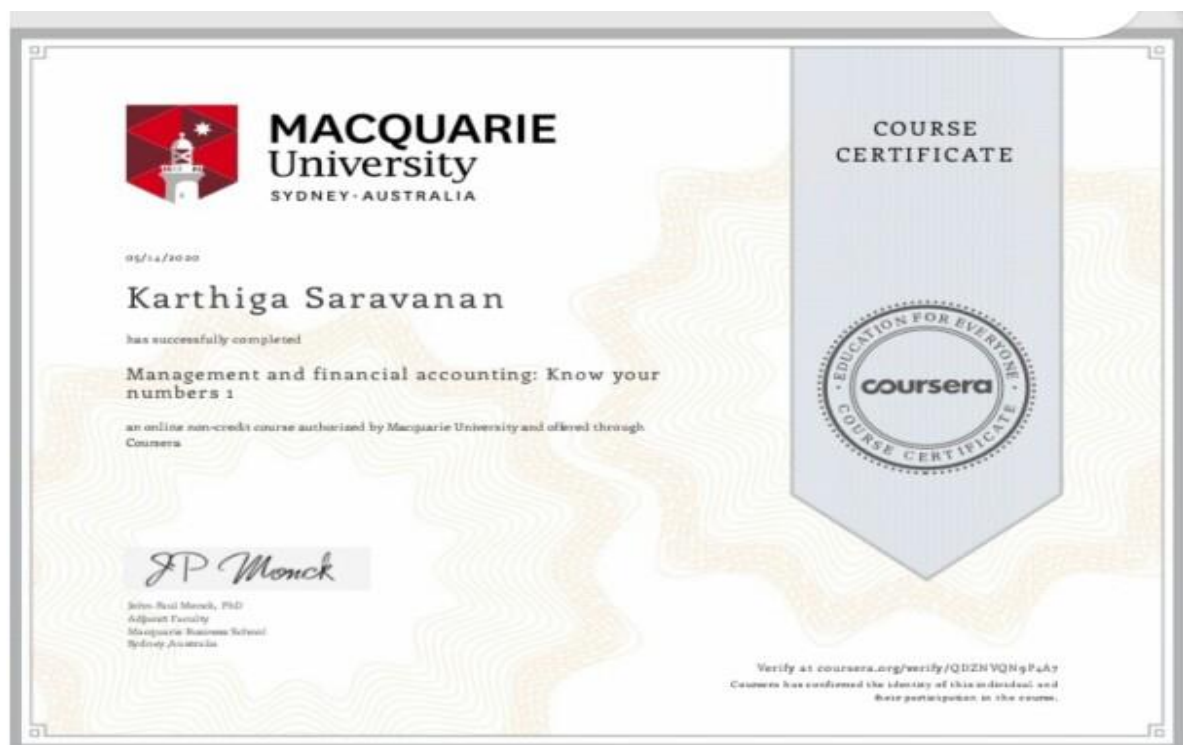 MACQUARIE
University
SYDNEY-AUSTRALIA
COURSE
CERTIFICATE
05/14/2020
Karthiga Saravanan
has successfully completed
Management and financial accounting: Know your
numbers 1
an online non-credit course authorized by Macquarie University and offered through
Coursera
EDUCATION FOR EVERYONE
coursera
COURSE CERTIFICATE
JP Monck
John Paul Monck, PhD
Adjunct Faculty
Macquarie Business School
Sydney Australia
Verify at coursera.org/verify/QDZNVQN9P4A7
Coursera has confirmed the identity of this individual and
their participation in the course.